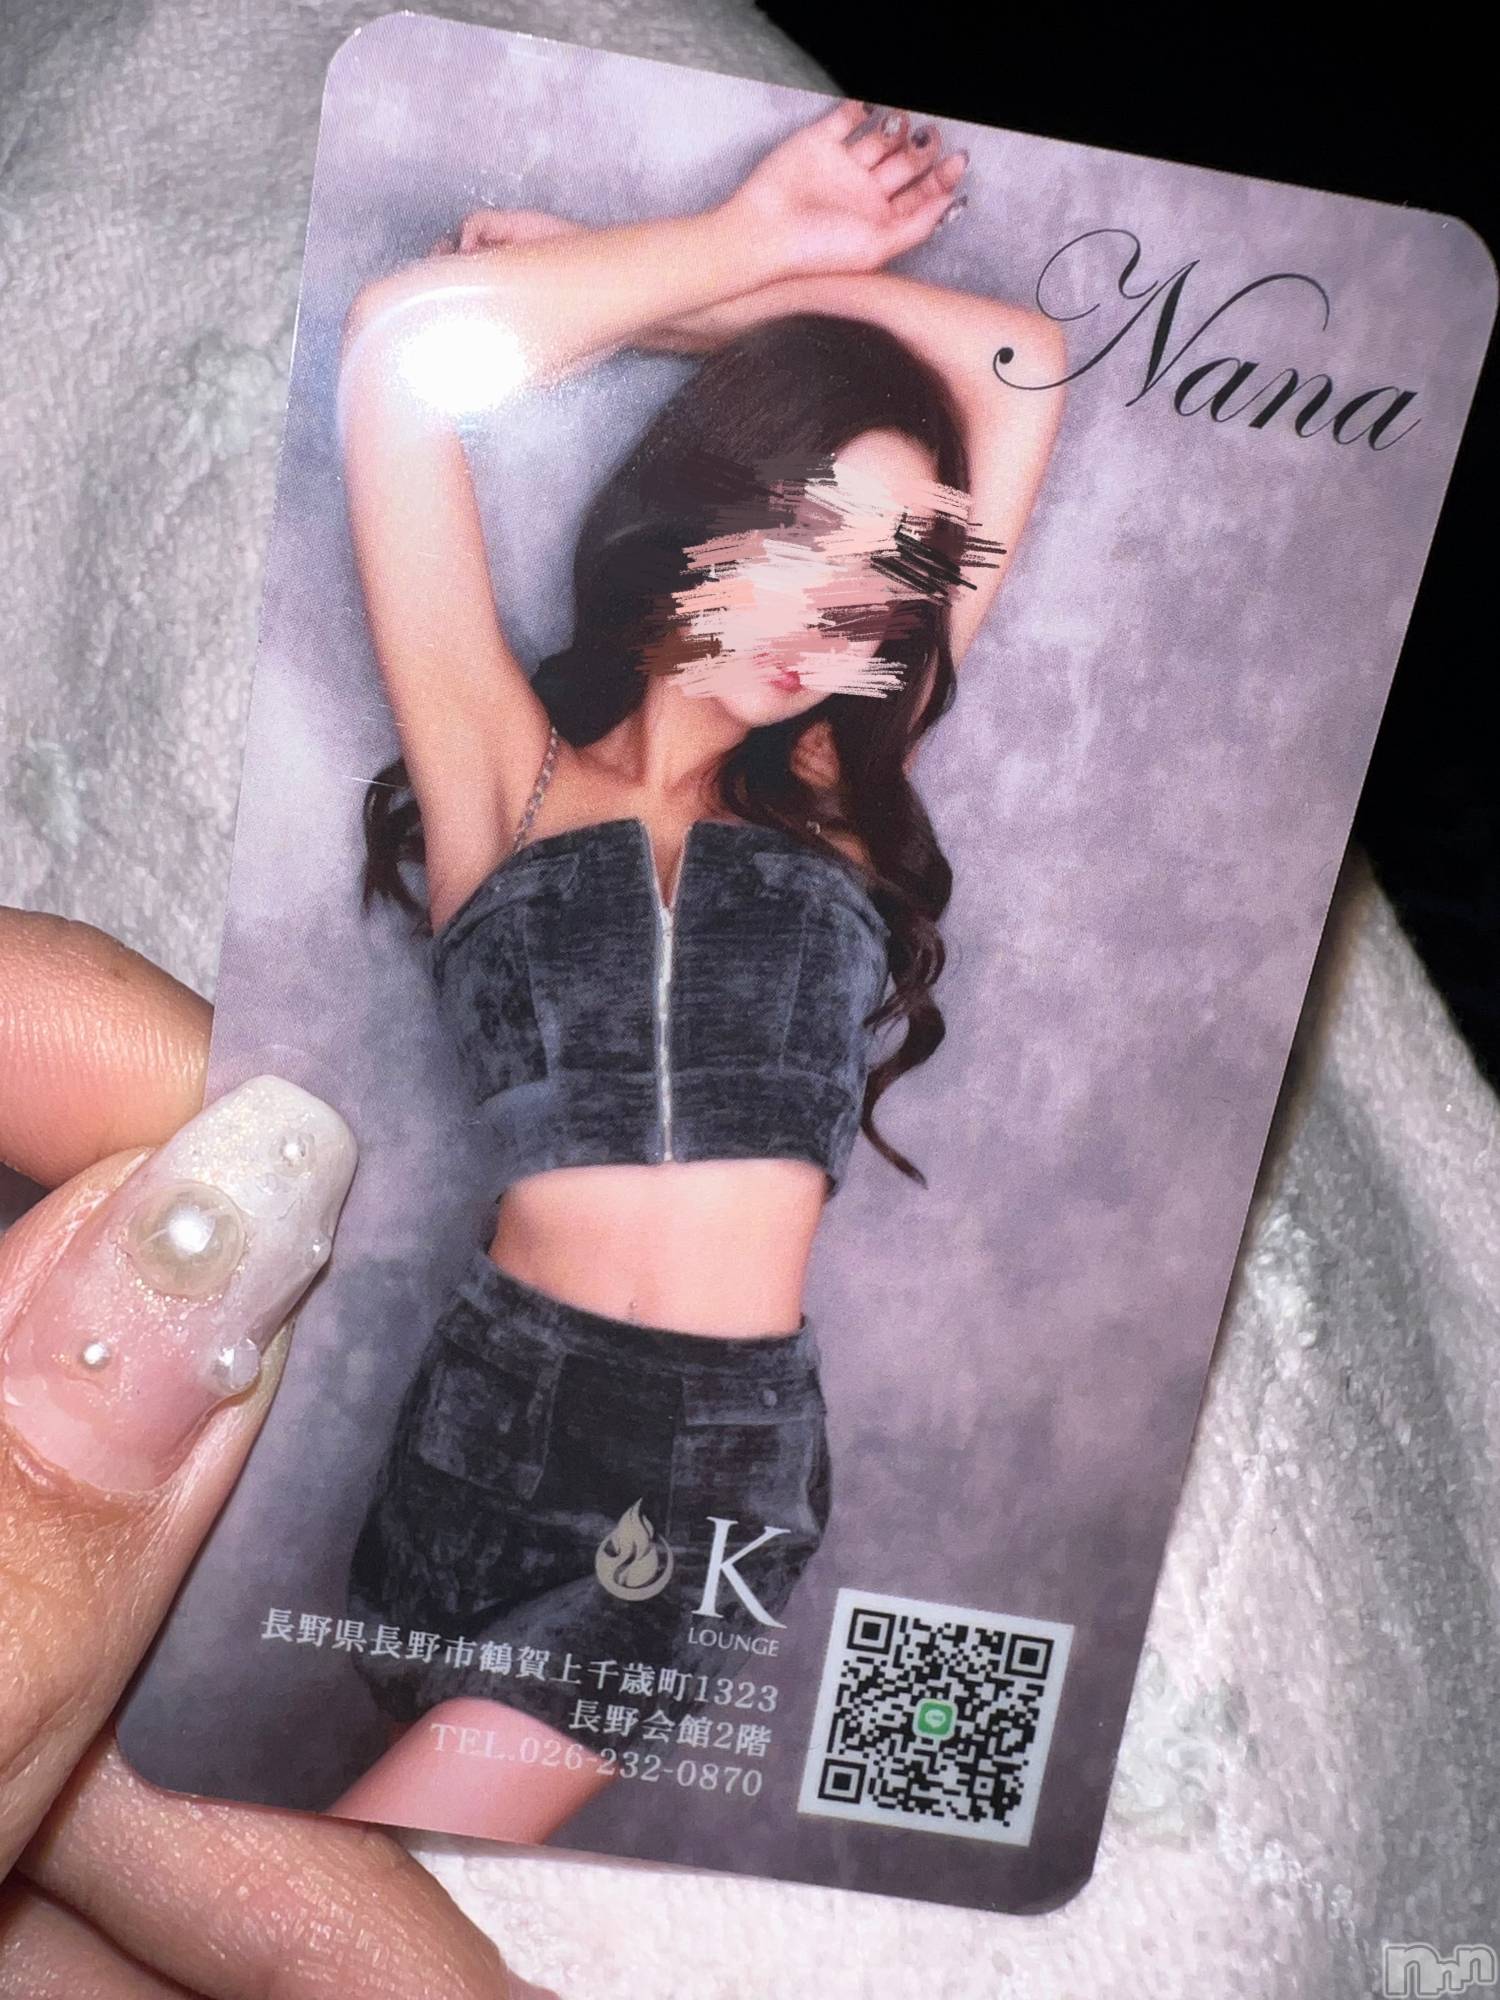 Nana
K
LOUNGE
長野県長野市鶴賀上千歳町1323
長野会館2階
TEL.026-232-0870